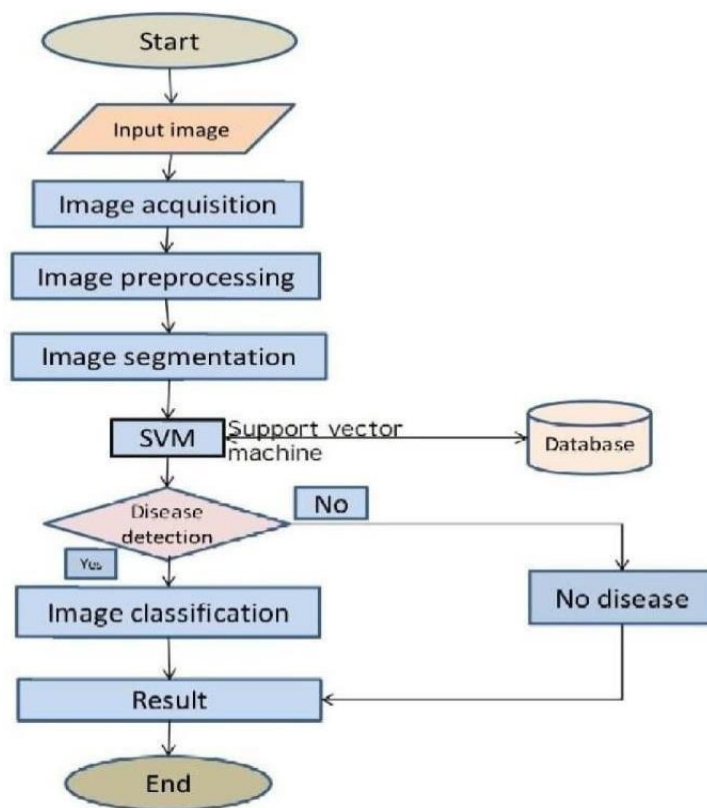 Start
Input image
Image acquisition
Image preprocessing
Image segmentation
SVM
Support vector
machine
Database
Disease
detection
No
Yes
Image classification
No disease
Result
End